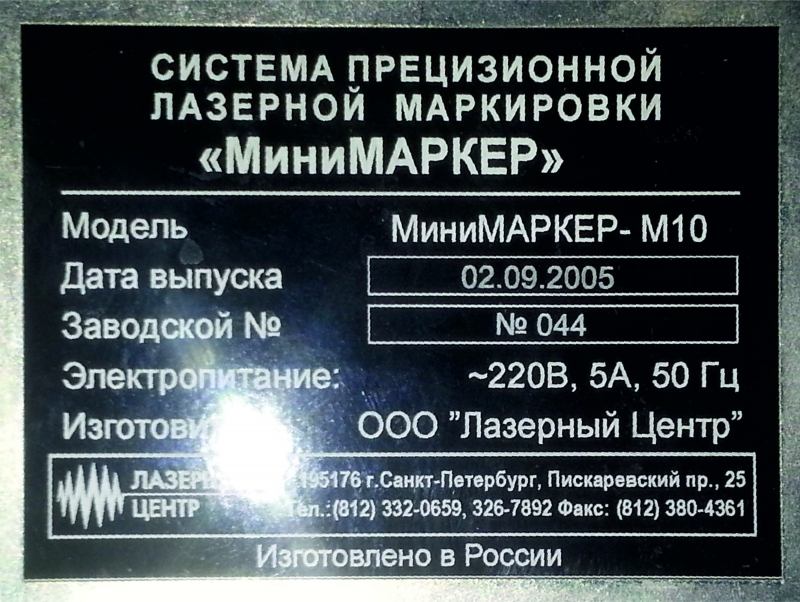 СИСТЕМА ПРЕЦИЗИОННОЙ
ЛАЗЕРНОЙ МАРКИРОВКИ
«МиниМАРКЕР»
Модель МиниМАРКЕР- М10
Дата выпуска 02.09.2005
Заводской № № 044
Электропитание: ~220В, 5А, 50 Гц
ООО "Лазерный Центр"
195176 г.Санкт-Петербург, Пискаревский пр., 25
ЦЕНТР Тел.:(812) 332-0659, 326-7892 Факс: (812) 380-4361
Изготовлено в России